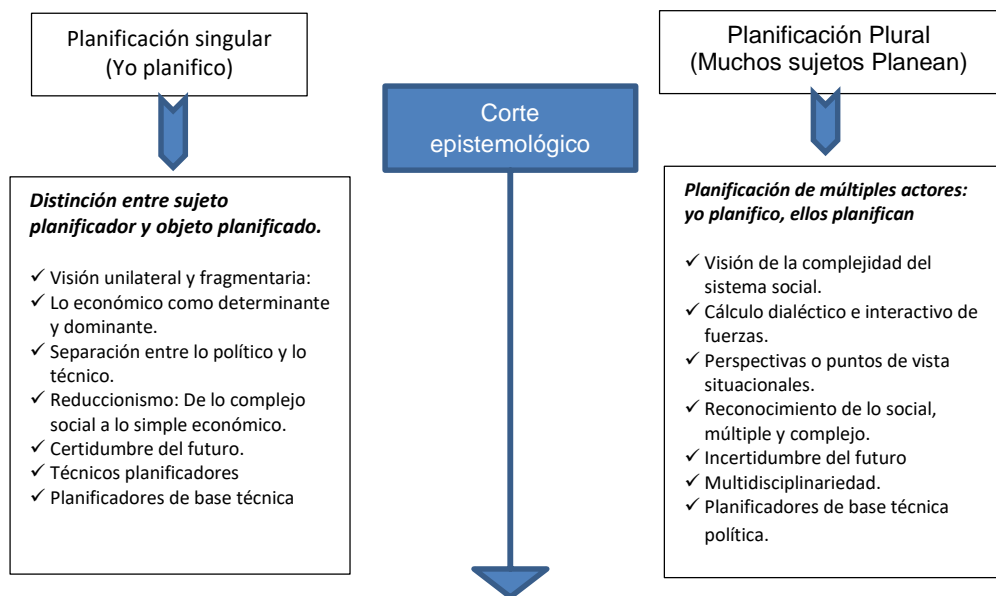 Planificación singular
(Yo planifico)
Distinción entre sujeto
planificador y objeto planificado.
✓ Visión unilateral y fragmentaria:
✓ Lo económico como determinante
y dominante.
✓ Separación entre lo político y lo
técnico.
✓ Reduccionismo: De lo complejo
social a lo simple económico.
✓ Certidumbre del futuro.
✓ Técnicos planificadores
✓ Planificadores de base técnica
Corte
epistemológico
Planificación Plural
(Muchos sujetos Planean)
Planificación de múltiples actores:
yo planifico, ellos planifican
✓ Visión de la complejidad del
sistema social.
✓ Cálculo dialéctico e interactivo de
fuerzas.
✓ Perspectivas o puntos de vista
situacionales.
✓ Reconocimiento de lo social,
múltiple y complejo.
✓ Incertidumbre del futuro
✓ Multidisciplinariedad.
✓ Planificadores de base técnica
política.